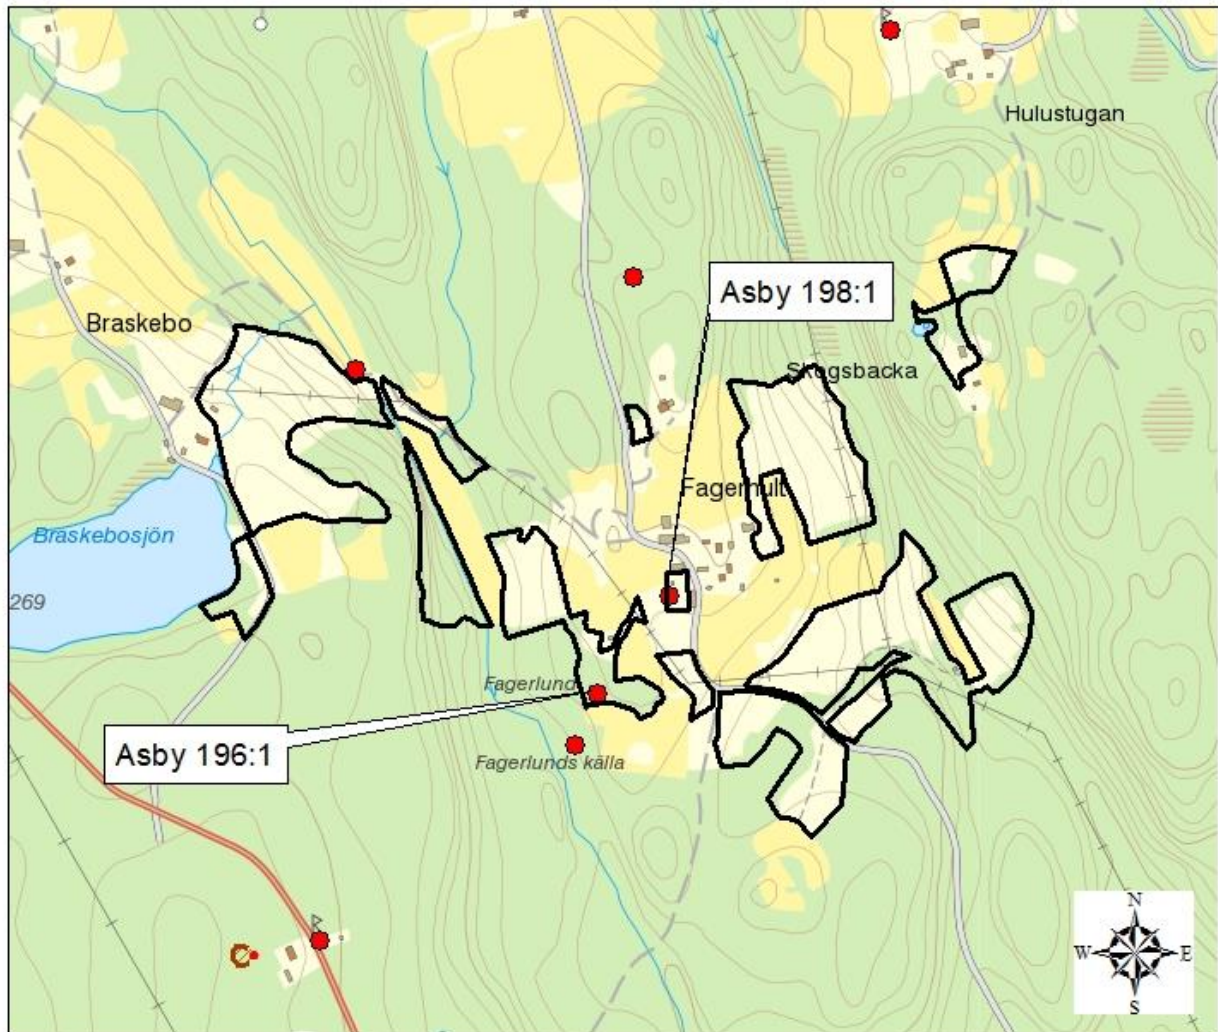 Hulustugan
Asby 198:1
Braskebo
Skogsbacka
Fagerhult
Braskebosjön
269
Fagerlund
Asby 196:1
Fagerlunds källa
N
W E
S